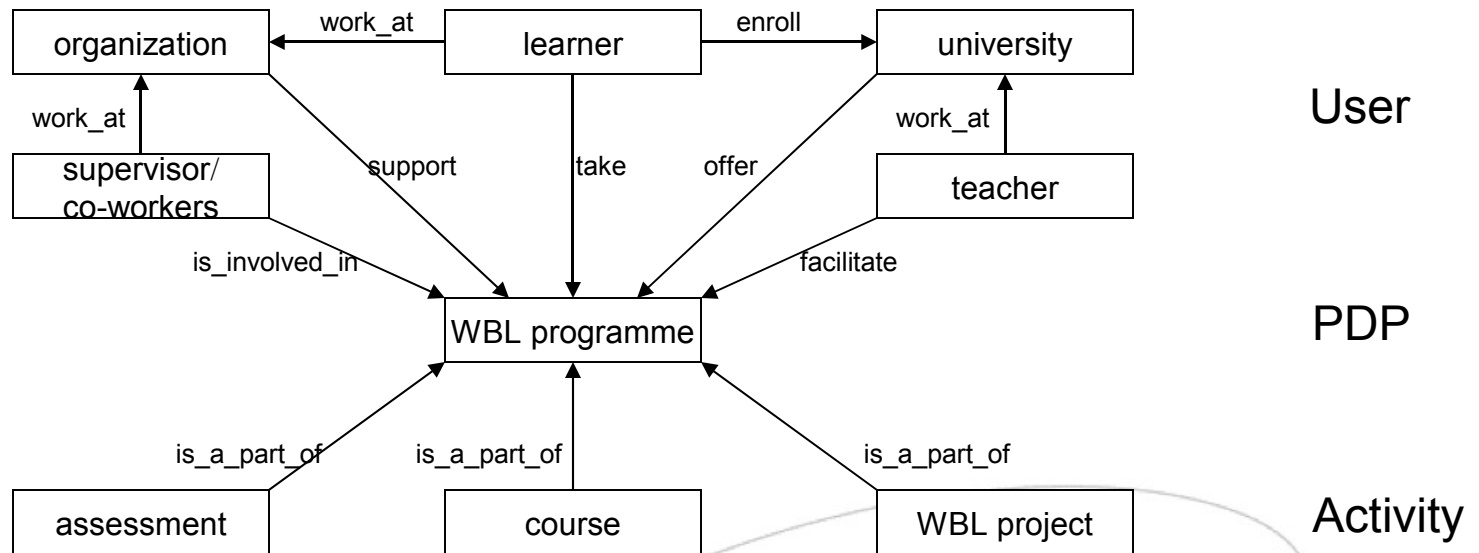 work_at
enroll
organization
learner
university
User
work_at
work_at
supervisor/
co-workers
support
take
offer
teacher
is_involved_in
facilitate
WBL programme
PDP
is_a_part_of
is_a_part_of
is_a_part_of
assessment
course
WBL project
Activity